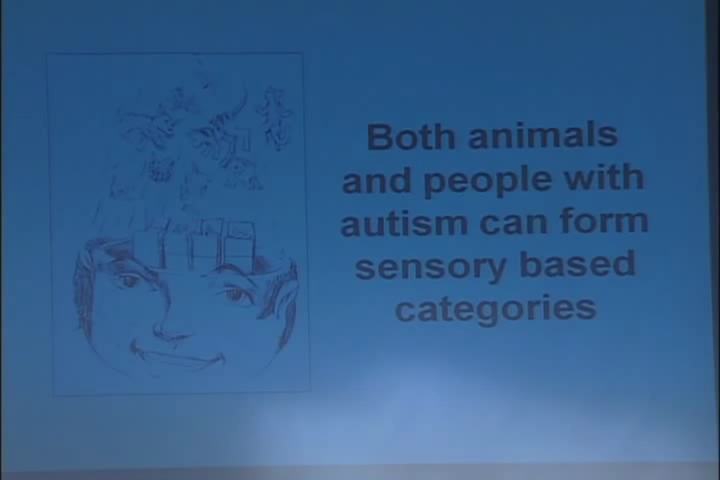 Both animals
and people with
autism can form
sensory based
categories